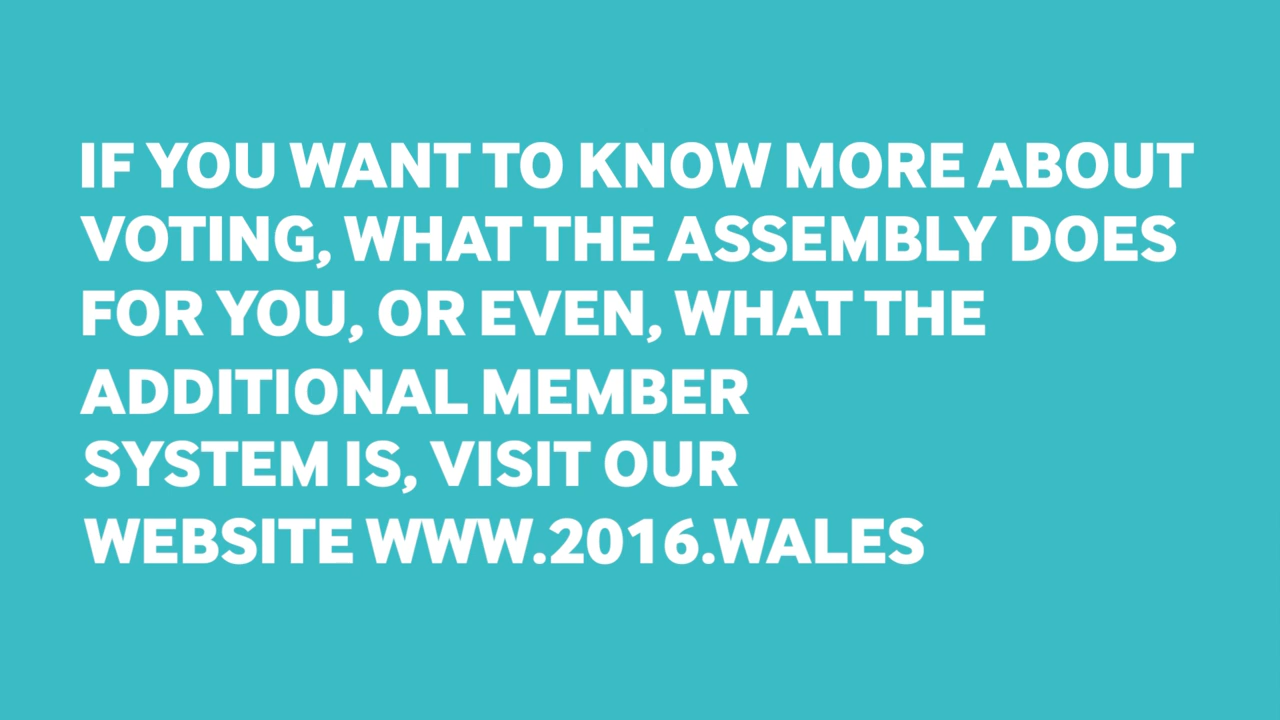 IF YOU WANT TO KNOW MORE ABOUT
VOTING, WHAT THE ASSEMBLY DOES
FOR YOU, OR EVEN, WHAT THE
ADDITIONAL MEMBER
SYSTEM IS, VISIT OUR
WEBSITE WWW.2016.WALES